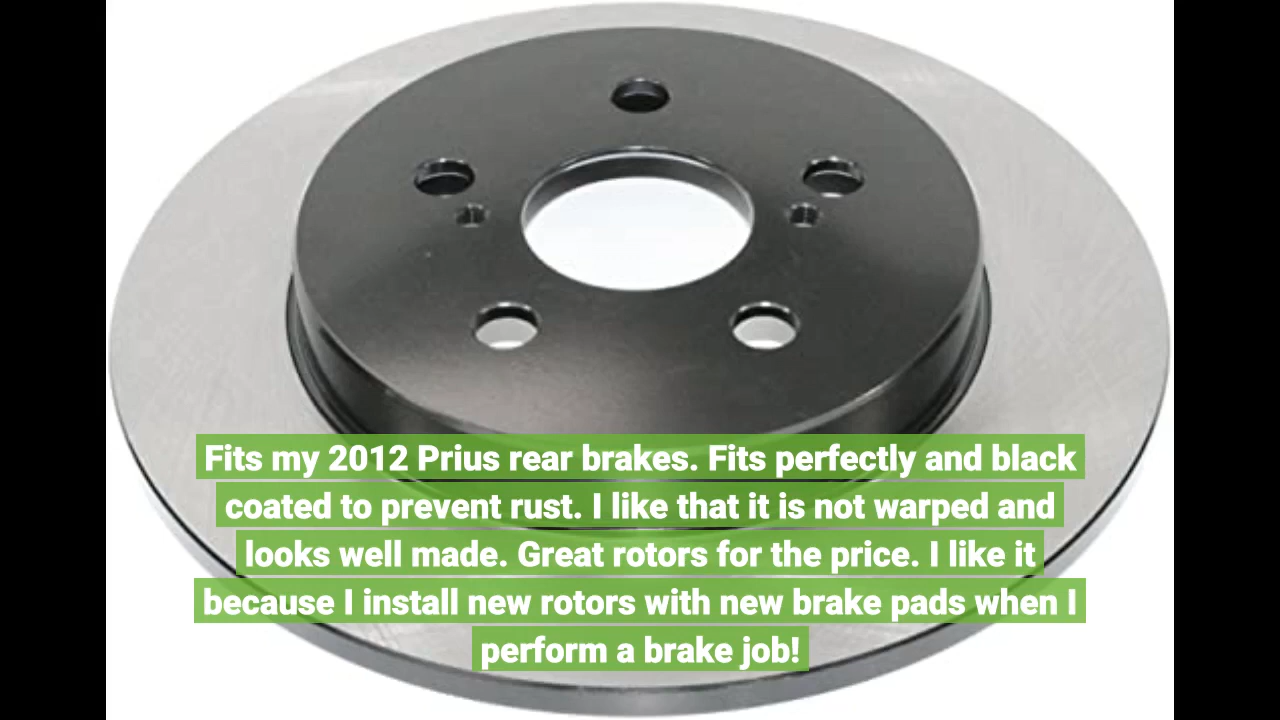 Fits my 2012 Prius rear brakes. Fits perfectly and black
coated to prevent rust. I like that it is not warped and
looks well made. Great rotors for the price. I like it
because I install new rotors with new brake pads when I
perform a brake job!